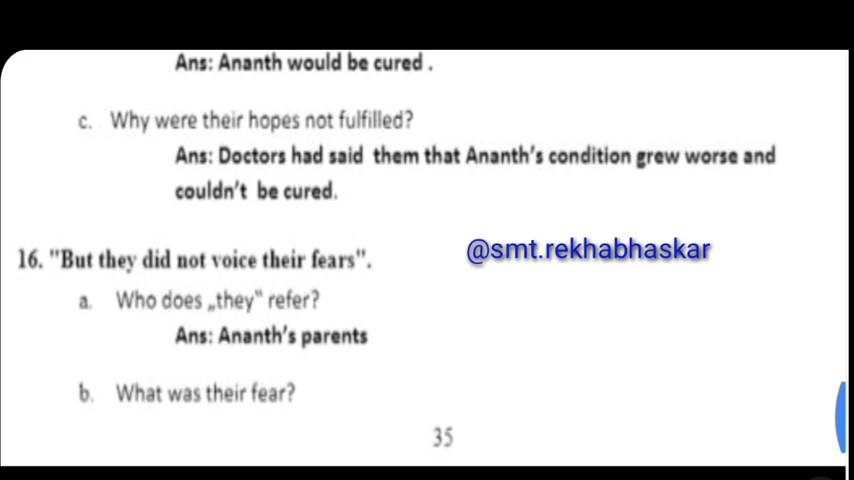 Ans: Ananth would be cured .
c. Why were their hopes not fulfilled?
Ans: Doctors had said them that Ananth's condition grew worse and
couldn't be cured.
16. "But they did not voice their fears".
@smt.rekhabhaskar
a. Who does „they‟ refer?
Ans: Ananth's parents
b. What was their fear?
35